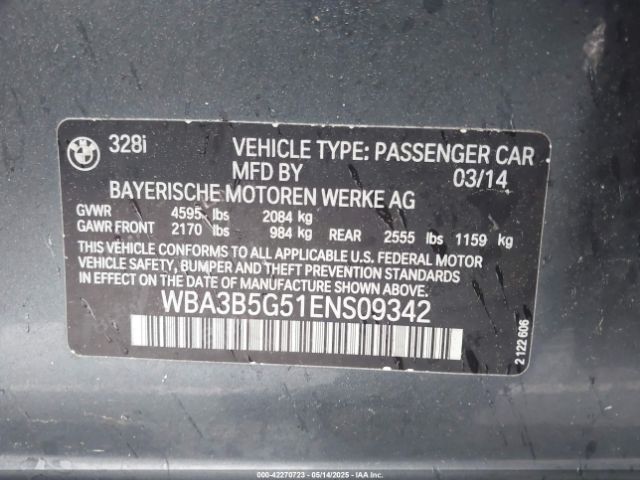 BMW 328i VEHICLE TYPE: PASSENGER CAR
MFD BY 03/14
BAYERISCHE MOTOREN WERKE AG
GVWR 4595 lbs 2084 kg
GAWR FRONT 2170 lbs 984 kg REAR 2555 lbs 1159 kg
THIS VEHICLE CONFORMS TO ALL APPLICABLE U.S. FEDERAL MOTOR
VEHICLE SAFETY, BUMPER AND THEFT PREVENTION STANDARDS
IN EFFECT ON THE DATE OF MANUFACTURE SHOWN ABOVE.
WBA3B5G51ENS09342
2 122 606
000-42270723 - 05/14/2025 - IAAI.COM